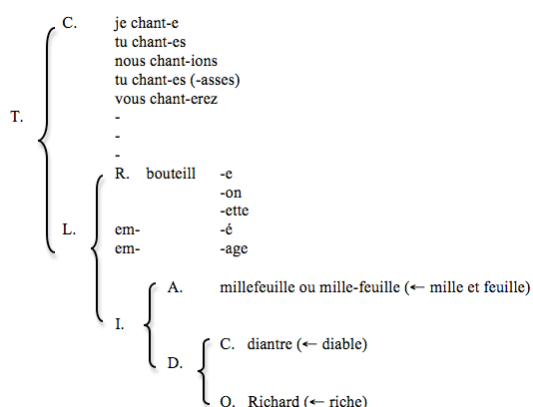 C. je chant-e
tu chant-es
nous chant-ions
tu chant-es (-asses)
vous chant-erez
T. -
-
-
R. bouteill -e
-on
-ette
L. em- -é
em- -age
A. millefeuille ou mille-feuille (← mille et feuille)
I.
C. diantre (← diable)
D.
O. Richard (← riche)